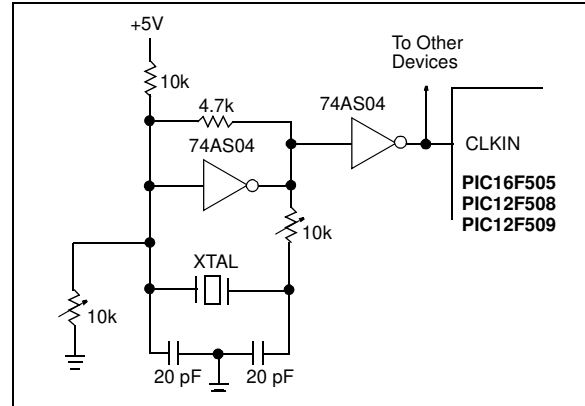 +5V
To Other
Devices
10k
4.7k
74AS04
74AS04
CLKIN
PIC16F505
PIC12F508
PIC12F509
10k
XTAL
10k
20 pF
20 pF